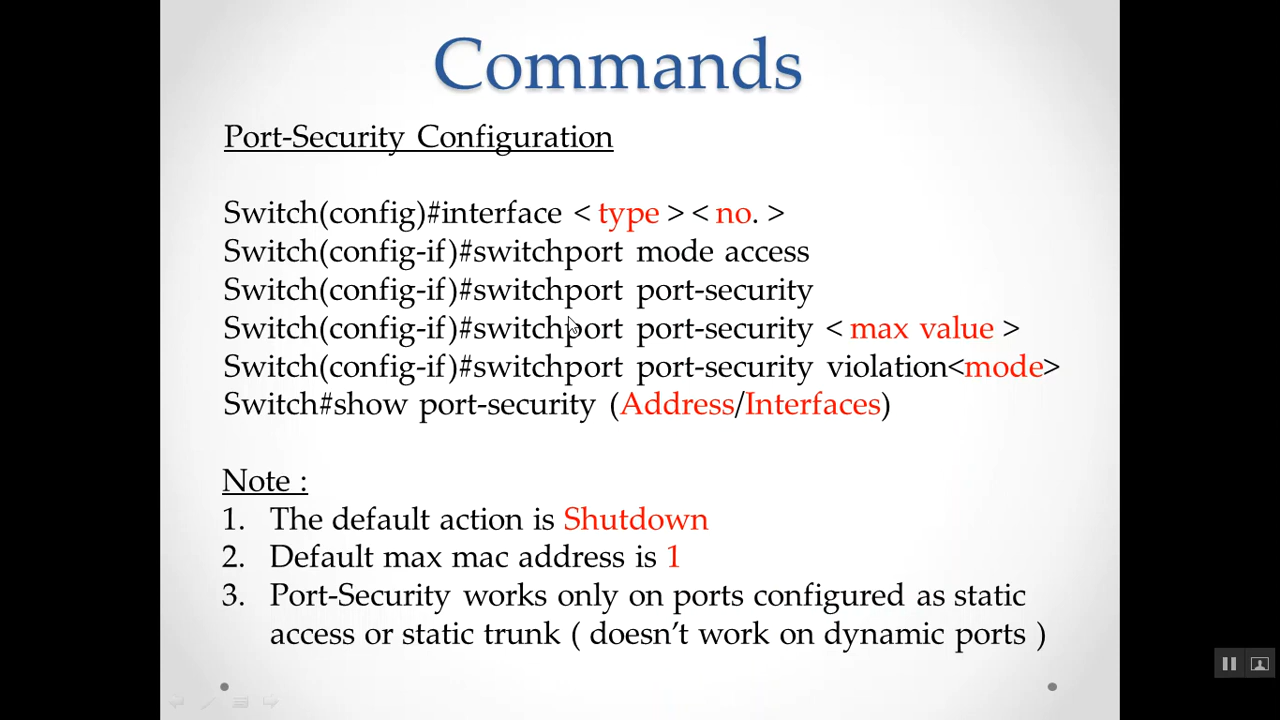 Commands
Port-Security Configuration
Switch(config)#interface < type > < no. >
Switch(config-if)#switchport mode access
Switch(config-if)#switchport port-security
Switch(config-if)#switchport port-security < max value >
Switch(config-if)#switchport port-security violation<mode>
Switch#show port-security (Address/Interfaces)
Note :
1. The default action is Shutdown
2. Default max mac address is 1
3. Port-Security works only on ports configured as static
access or static trunk ( doesn’t work on dynamic ports )